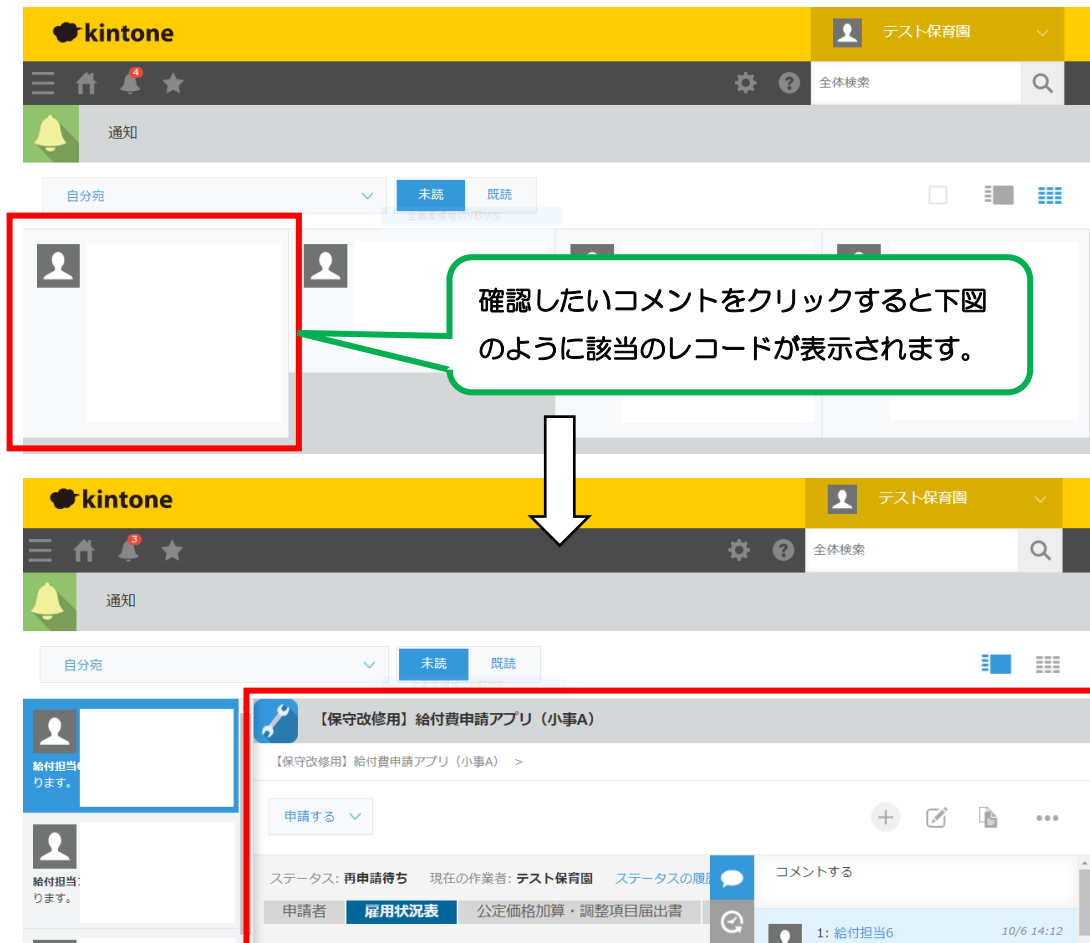 kintone
テスト保育園
4
全体検索
通知
自分宛
未読
既読
確認したいコメントをクリックすると下図
のように該当のレコードが表示されます。
kintone
テスト保育園
3
全体検索
通知
自分宛
未読
既読
【保守改修用】給付費申請アプリ（小事A）
【保守改修用】給付費申請アプリ（小事A） >
給付担当
ります。
申請する
コメントする
給付担当
ります。
ステータス: 再申請待ち 現在の作業者: テスト保育園 ステータスの履
申請者 雇用状況表 公定価格加算・調整項目届出書
1: 給付担当6 10/6 14:12